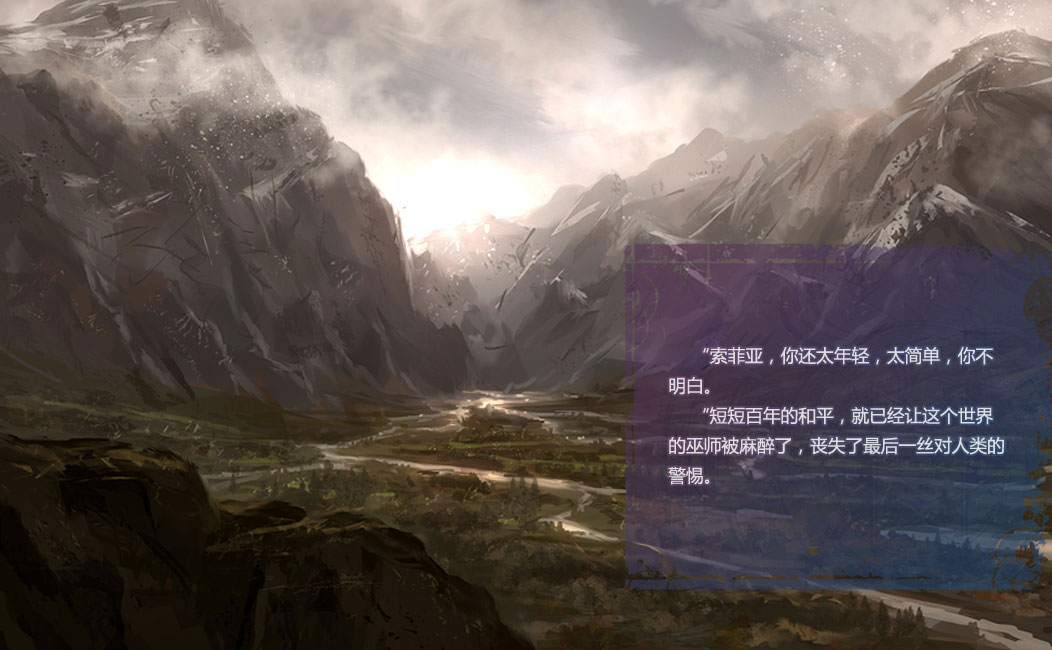 “索菲亚，你还太年轻，太简单，你不
明白。
“短短百年的和平，就已经让这个世界
的巫师被麻醉了，丧失了最后一丝对人类的
警惕。